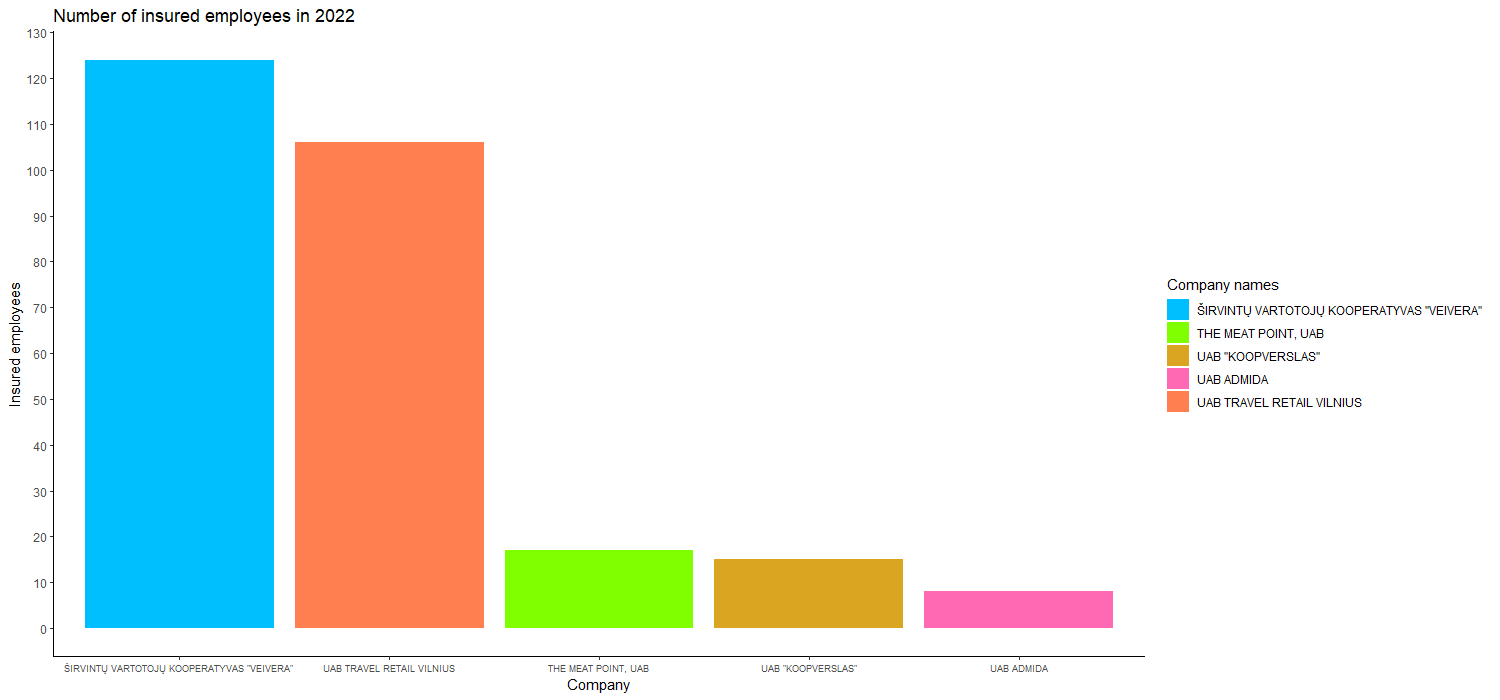 Number of insured employees in 2022
130
120
110
100
90
80
70
60
50
40
30
20
10
0
Insured employees
ŠIRVINTŲ VARTOTOJŲ KOOPERATYVAS "VEIVERA"
UAB TRAVEL RETAIL VILNIUS
THE MEAT POINT, UAB
UAB "KOOPVERSLAS"
UAB ADMIDA
Company
Company names
ŠIRVINTŲ VARTOTOJŲ KOOPERATYVAS "VEIVERA"
THE MEAT POINT, UAB
UAB "KOOPVERSLAS"
UAB ADMIDA
UAB TRAVEL RETAIL VILNIUS